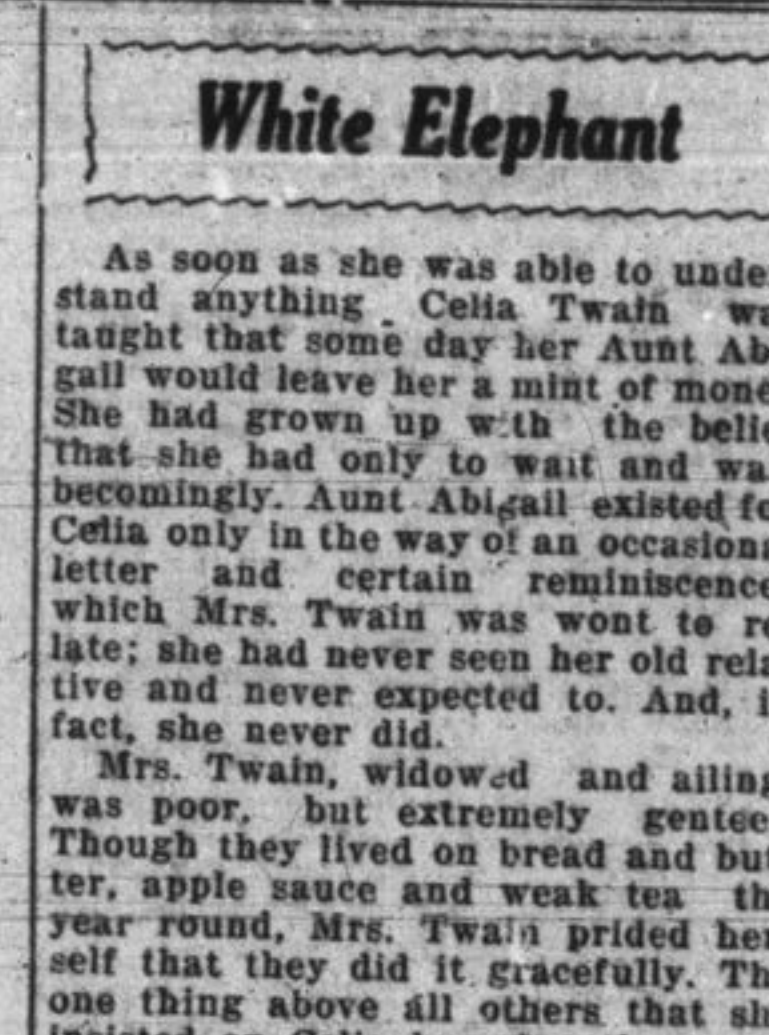 White Elephant
As soon as she was able to unde
stand anything Celia Twain wa
taught that some day her Aunt Ab
gail would leave her a mint of mone
She had grown up with the belie
that she had only to wait and wa
becomingly. Aunt Abigail existed fo
Celia only in the way of an occasiona
letter and certain reminiscence
which Mrs. Twain was wont to re
late; she had never seen her old rela
tive and never expected to. And, i
fact, she never did.
Mrs. Twain, widowed and ailing
was poor, but extremely gentee
Though they lived on bread and but
ter, apple sauce and weak tea th
year round, Mrs. Twain prided her
self that they did it gracefully. Th
one thing above all others that sh